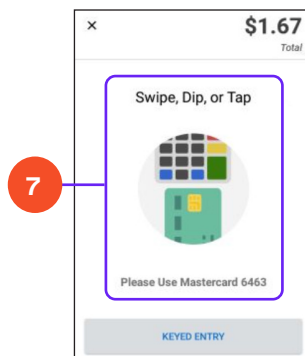 ×
$1.67
Total
Swipe, Dip, or Tap
7
Please Use Mastercard 6463
KEYED ENTRY